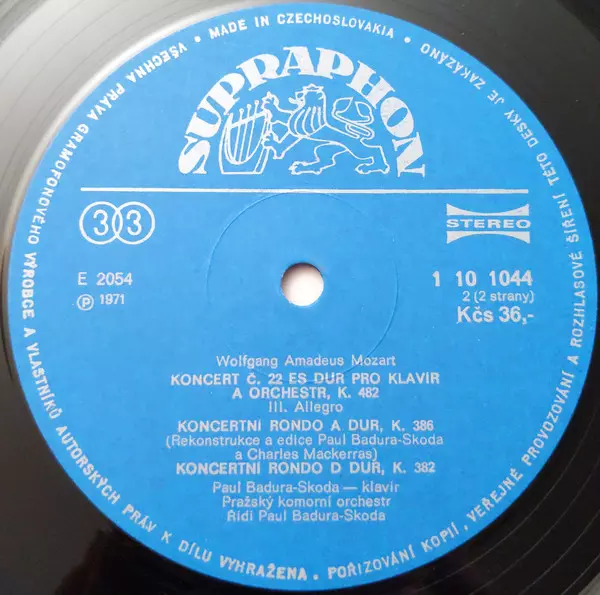 VŠECHNA PRÁVA GRAMOFONOVÉHO VÝROBCE A VLASTNÍKŮ AUTORSKÝCH PRÁV K DÍLU VYHRAŽENA. POŘIZOVÁNÍ KOPIÍ, VEŘEJNÉ PROVOZOVÁNÍ A ROZHLASOVÉ ŠÍŘENÍ TÉTO DESKY JE ZAKÁZÁNO • MADE IN CZECHOSLOVAKIA •
SUPRAPHON
33
STEREO
E 2054
1 10 1044
Ⓟ 1971
2 (2 strany)
Kčs 36,-
Wolfgang Amadeus Mozart
KONCERT Č. 22 ES DUR PRO KLAVÍR
A ORCHESTR, K. 482
III. Allegro
KONCERTNÍ RONDO A DUR, K. 386
(Rekonstrukce a edice Paul Badura-Skoda
a Charles Mackerras)
KONCERTNÍ RONDO D DUR, K. 382
Paul Badura-Skoda — klavír
Pražský komorní orchestr
Řídí Paul Badura-Skoda